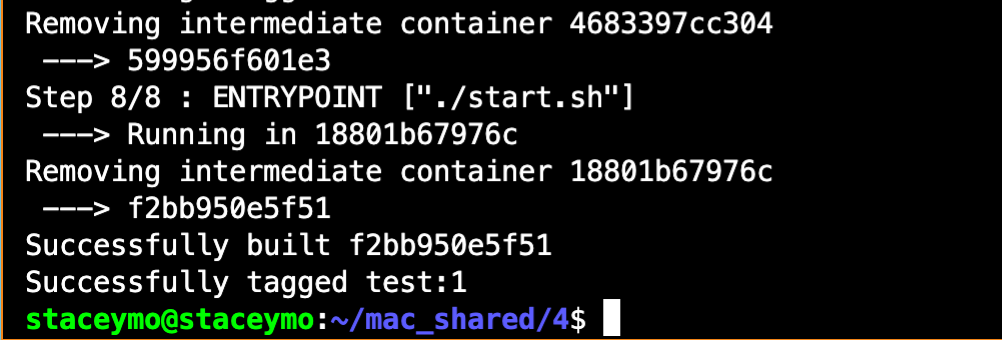 Removing intermediate container 4683397cc304
 ---> 599956f601e3
Step 8/8 : ENTRYPOINT ["./start.sh"]
 ---> Running in 18801b67976c
Removing intermediate container 18801b67976c
 ---> f2bb950e5f51
Successfully built f2bb950e5f51
Successfully tagged test:1
staceymo@staceymo:~/mac_shared/4$